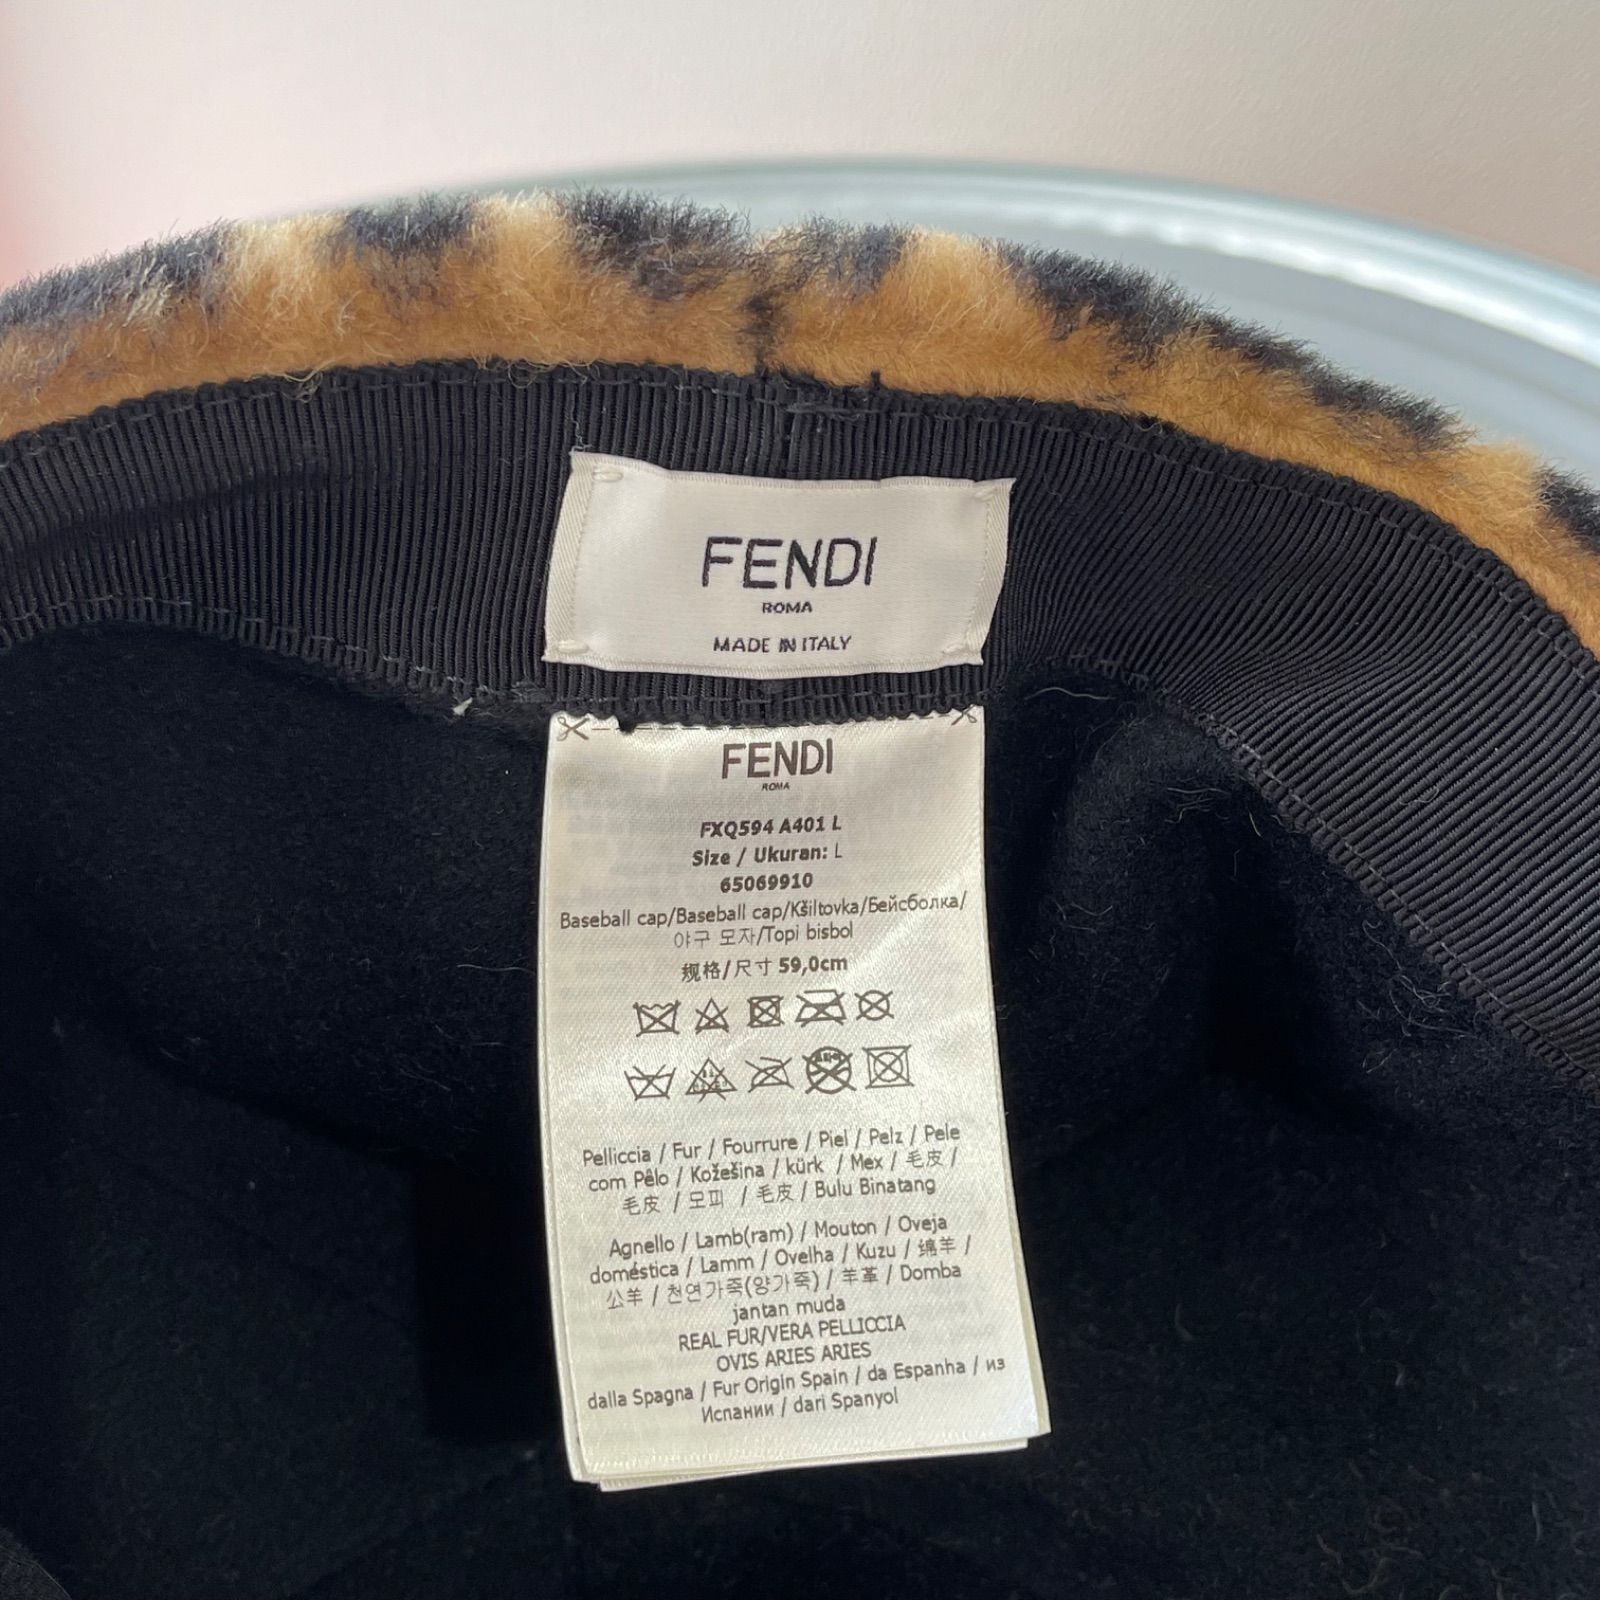 FENDI
ROMA
MADE IN ITALY
FENDI
ROMA
FXQ594 A401 L
Size / Ukuran: L
65069910
Baseball cap/Baseball cap/Kšiltovka/Бейсболка/
야구 모자/Topi bisbol
规格/尺寸 59,0cm
Pelliccia / Fur / Fourrure / Piel / Pelz / Pele
com Pêlo / Kožešina / kürk / Мех / 毛皮 /
毛皮 / 모피 / 毛皮 / Bulu Binatang
Agnello / Lamb(ram) / Mouton / Oveja
doméstica / Lamm / Ovelha / Kuzu / 绵羊 /
公羊 / 천연가죽(양가죽) / 羊革 / Domba
jantan muda
REAL FUR/VERA PELLICCIA
OVIS ARIES ARIES
dalla Spagna / Fur Origin Spain / da Espanha / из
Испании / dari Spanyol